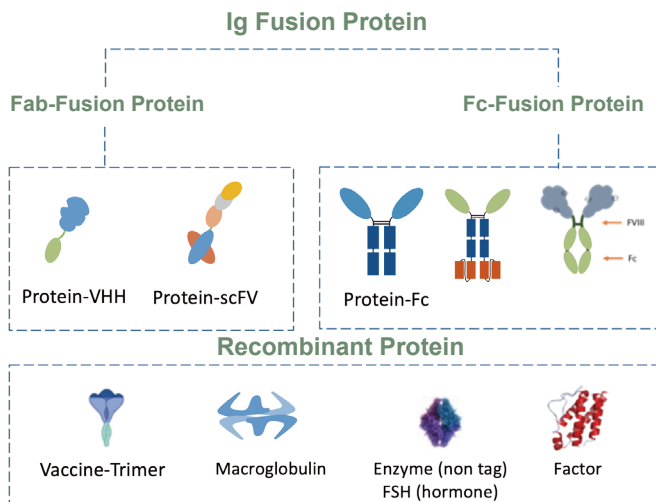 Ig Fusion Protein
Fab-Fusion Protein
Fc-Fusion Protein
FVIII
Fc
Protein-VHH
Protein-scFV
Protein-Fc
Recombinant Protein
Vaccine-Trimer
Macroglobulin
Enzyme (non tag)
FSH (hormone)
Factor